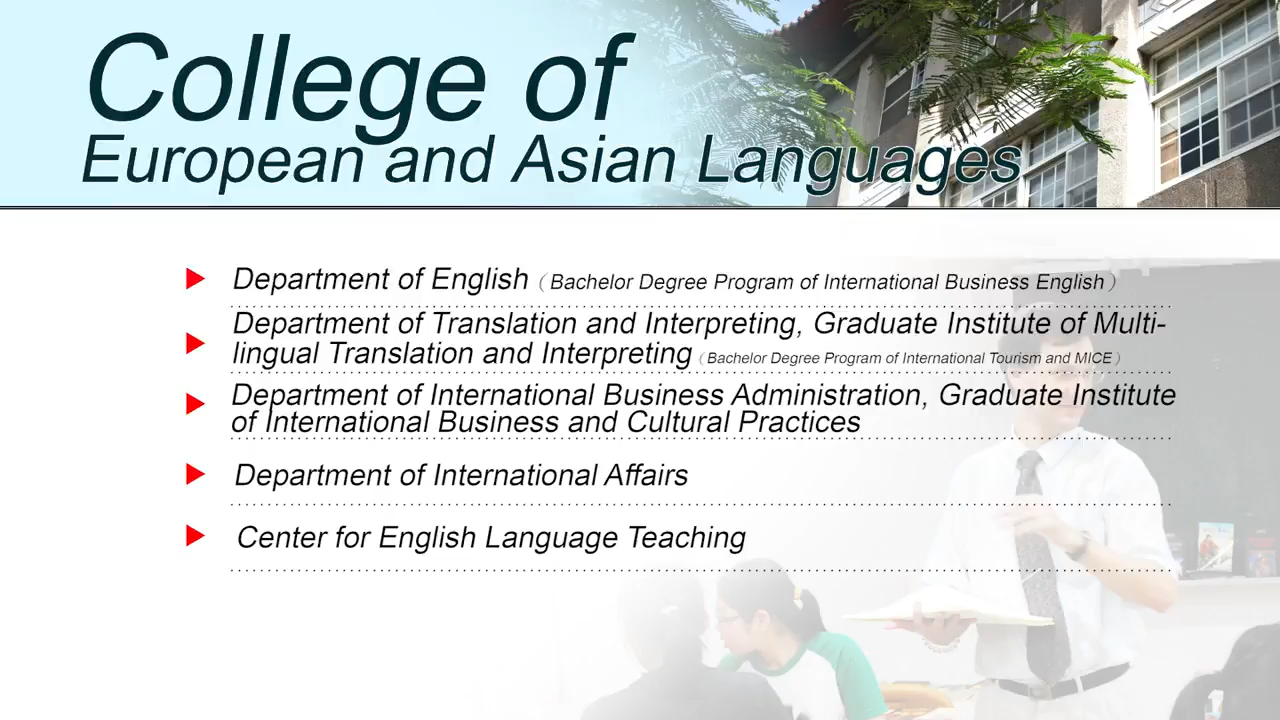 College of
European and Asian Languages
Department of English （Bachelor Degree Program of International Business English）
Department of Translation and Interpreting, Graduate Institute of Multi-
lingual Translation and Interpreting （Bachelor Degree Program of International Tourism and MICE）
Department of International Business Administration, Graduate Institute
of International Business and Cultural Practices
Department of International Affairs
Center for English Language Teaching